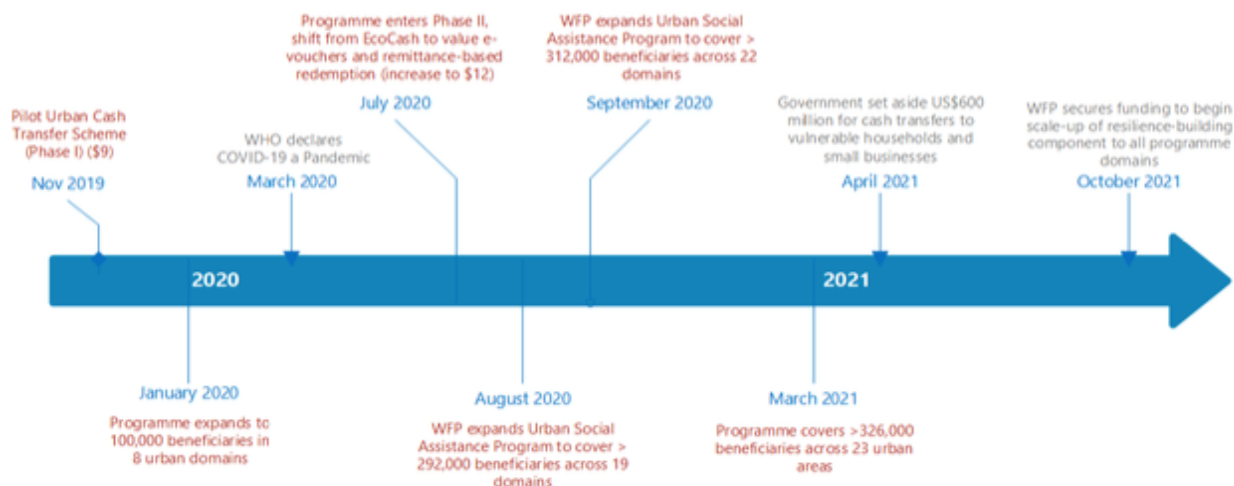 Pilot Urban Cash
Transfer Scheme
(Phase I) ($9)
Nov 2019
WHO declares
COVID-19 a Pandemic
March 2020
Programme enters Phase II,
shift from EcoCash to value e-
vouchers and remittance-based
redemption (increase to $12)
July 2020
WFP expands Urban Social
Assistance Program to cover >
312,000 beneficiaries across 22
domains
September 2020
Government set aside US$600
million for cash transfers to
vulnerable households and
small businesses
April 2021
WFP secures funding to begin
scale-up of resilience-building
component to all programme
domains
October 2021
2020
2021
January 2020
Programme expands to
100,000 beneficiaries in
8 urban domains
August 2020
WFP expands Urban Social
Assistance Program to cover >
292,000 beneficiaries across 19
domains
March 2021
Programme covers >326,000
beneficiaries across 23 urban
areas